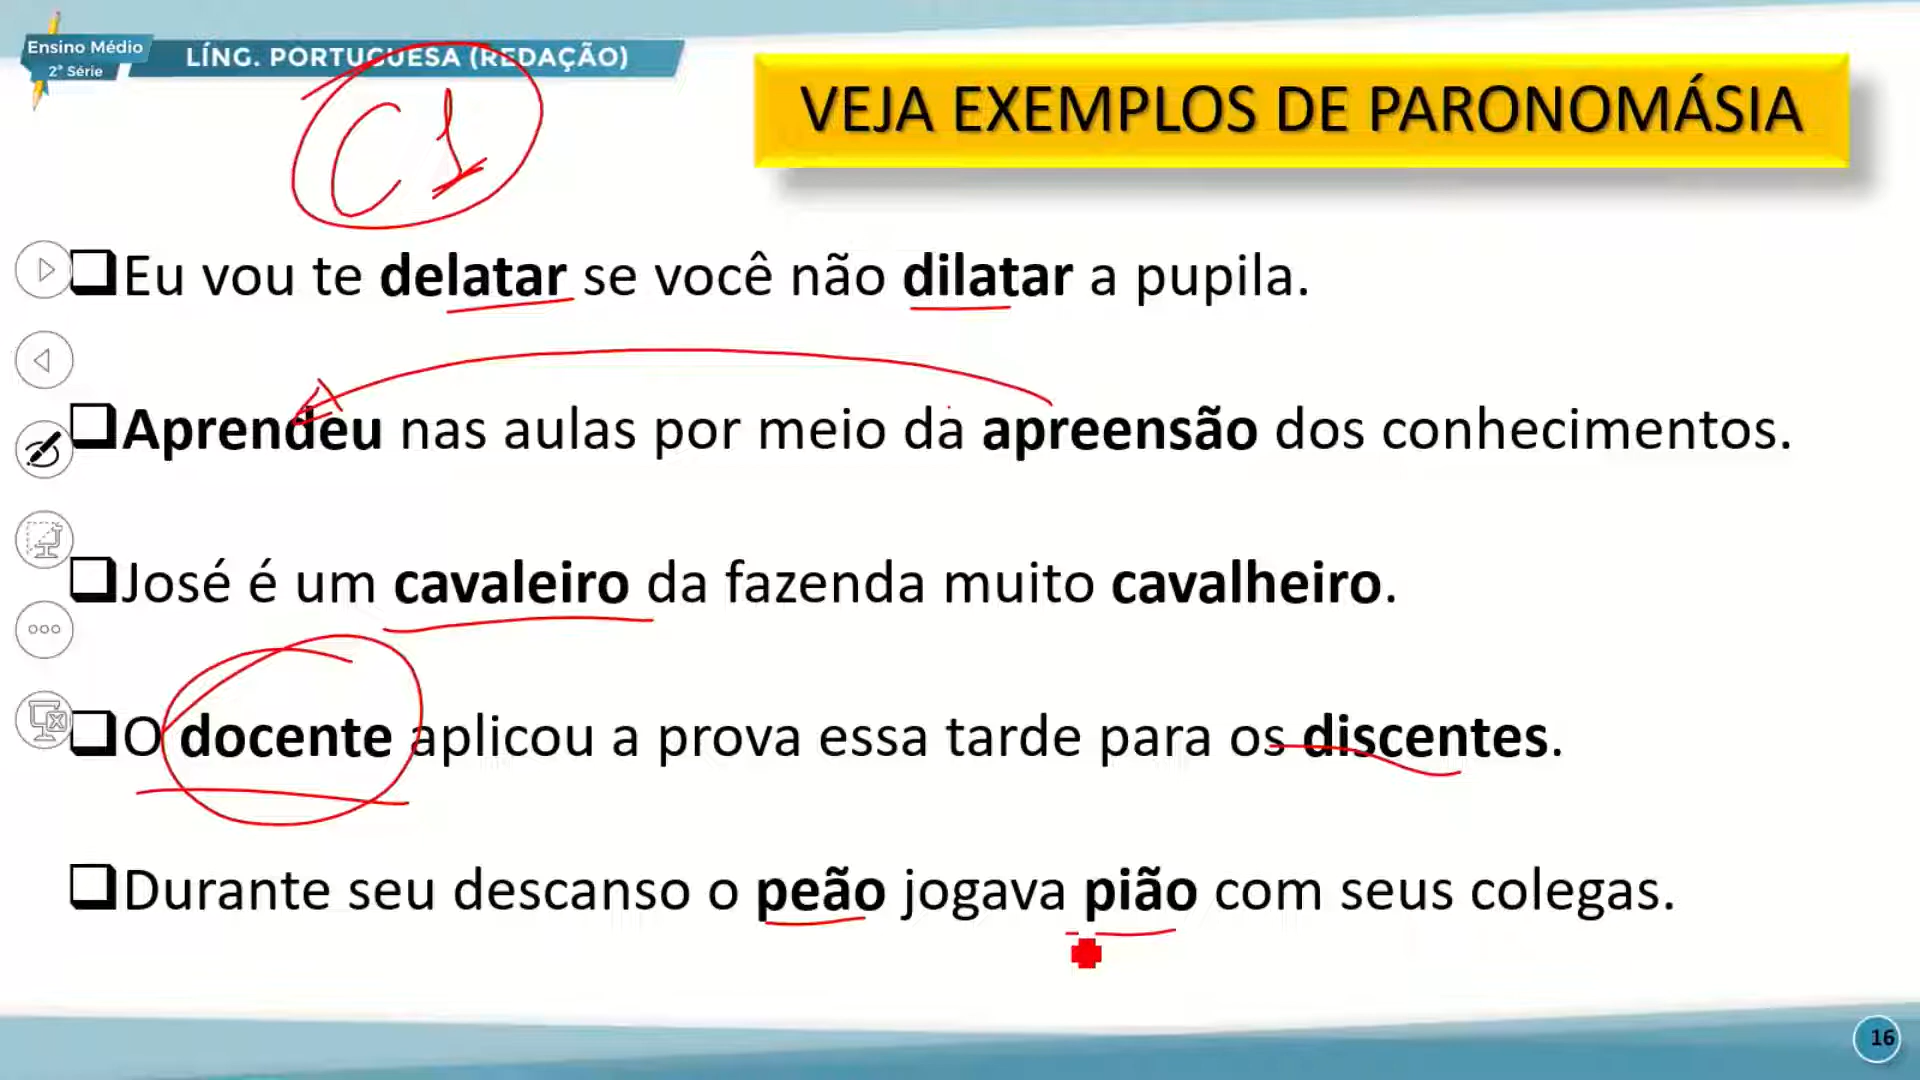 Ensino Médio
2ª Série
LÍNG. PORTUGUESA (REDAÇÃO)
VEJA EXEMPLOS DE PARONOMÁSIA
C1
Eu vou te delatar se você não dilatar a pupila.
Aprendeu nas aulas por meio da apreensão dos conhecimentos.
José é um cavaleiro da fazenda muito cavalheiro.
O docente aplicou a prova essa tarde para os discentes.
Durante seu descanso o peão jogava pião com seus colegas.
16